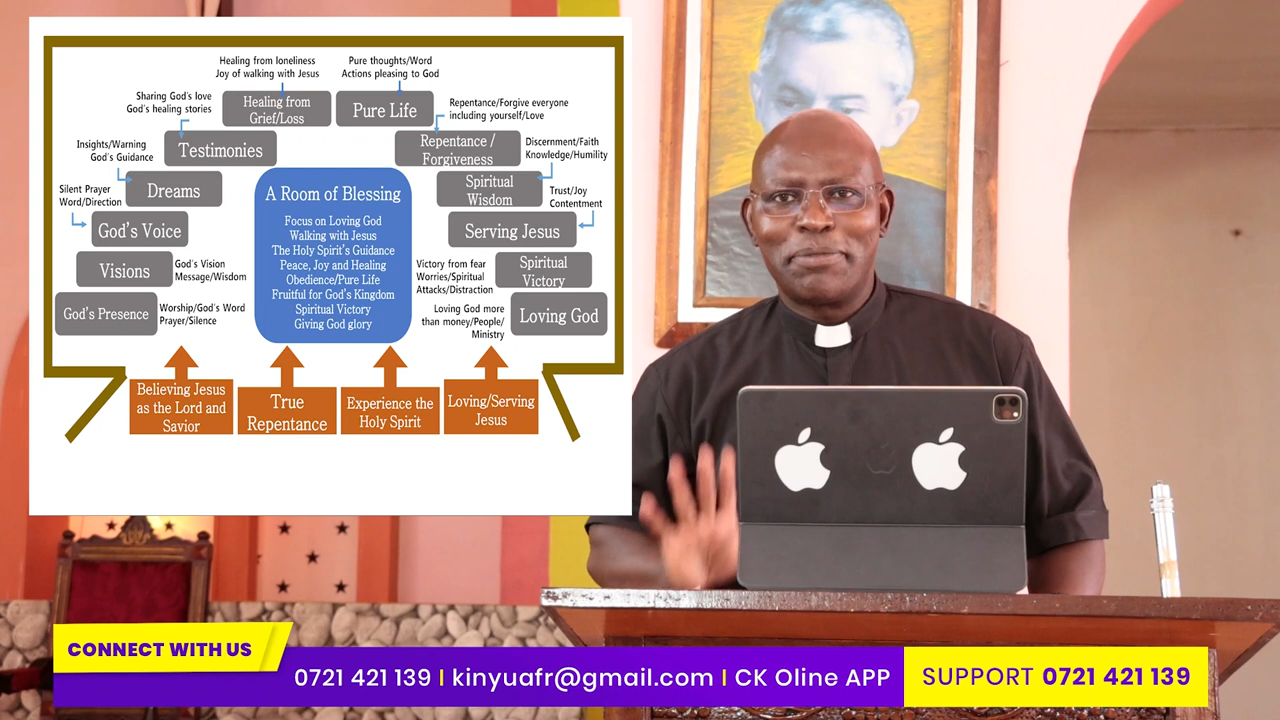 Healing from loneliness
Joy of walking with Jesus
Pure thoughts/Word
Actions pleasing to God
Sharing God's love
God's healing stories
Healing from
Grief/Loss
Pure Life
Repentance/Forgive everyone
including yourself/Love
Insights/Warning
God's Guidance
Testimonies
Repentance /
Forgiveness
Discernment/Faith
Knowledge/Humility
Silent Prayer
Word/Direction
Dreams
A Room of Blessing
Focus on Loving God
Walking with Jesus
The Holy Spirit's Guidance
Peace, Joy and Healing
Obedience/Pure Life
Fruitful for God's Kingdom
Spiritual Victory
Giving God glory
Spiritual
Wisdom
Trust/Joy
Contentment
God's Voice
Serving Jesus
Visions
God's Vision
Message/Wisdom
Victory from fear
Worries/Spiritual
Attacks/Distraction
Spiritual
Victory
God's Presence
Worship/God's Word
Prayer/Silence
Loving God more
than money/People/
Ministry
Loving God
Believing Jesus
as the Lord and
Savior
True
Repentance
Experience the
Holy Spirit
Loving/Serving
Jesus
CONNECT WITH US
0721 421 139 I kinyuafr@gmail.com I CK Oline APP
SUPPORT 0721 421 139